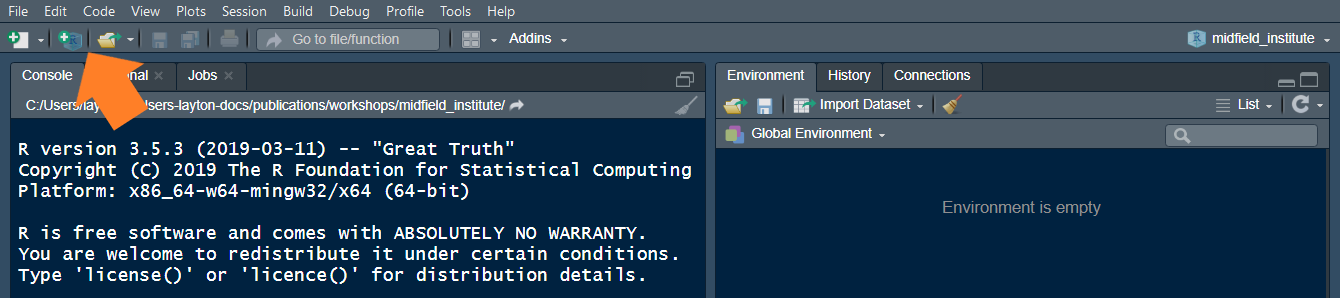 File Edit Code View Plots Session Build Debug Profile Tools Help
Go to file/function Addins midfield_institute
Console Jobs
Environment History Connections
C:/Users/ sers-layton-docs/publications/workshops/midfield_institute/
Import Dataset List
Global Environment
R version 3.5.3 (2019-03-11) -- "Great Truth"
Copyright (C) 2019 The R Foundation for Statistical Computing
Platform: x86_64-w64-mingw32/x64 (64-bit)
R is free software and comes with ABSOLUTELY NO WARRANTY.
You are welcome to redistribute it under certain conditions.
Type 'license()' or 'licence()' for distribution details.
Environment is empty